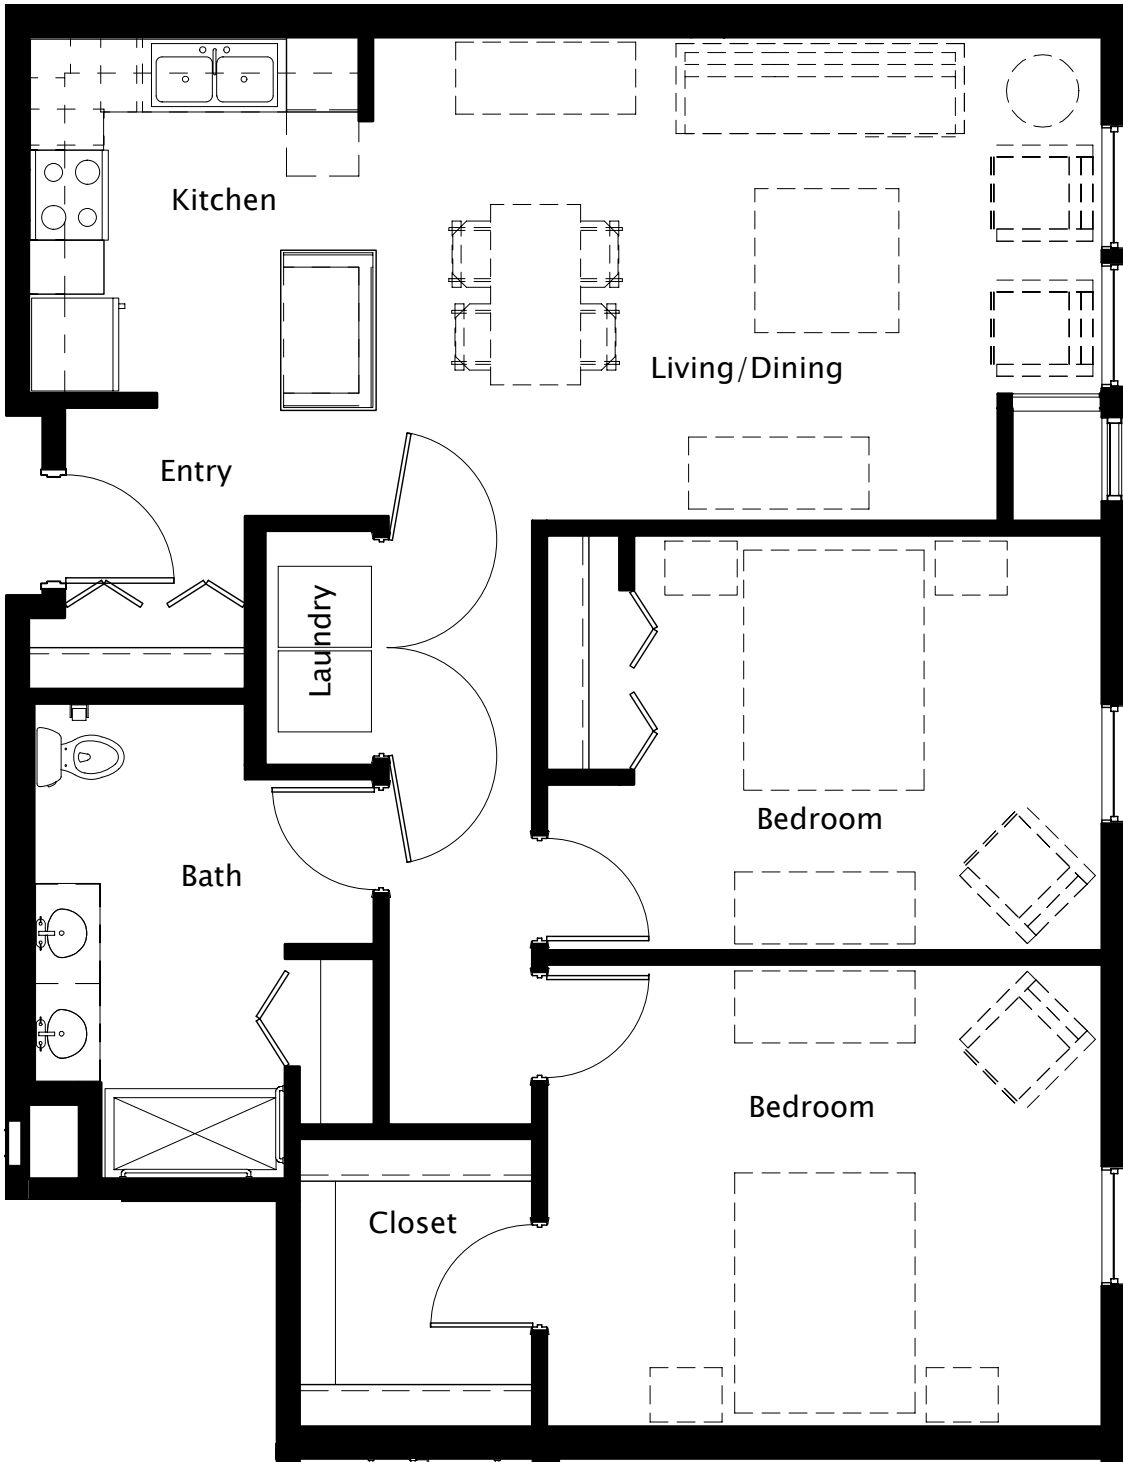 Kitchen
Living/Dining
Entry
Laundry
Bedroom
Bath
Bedroom
Closet